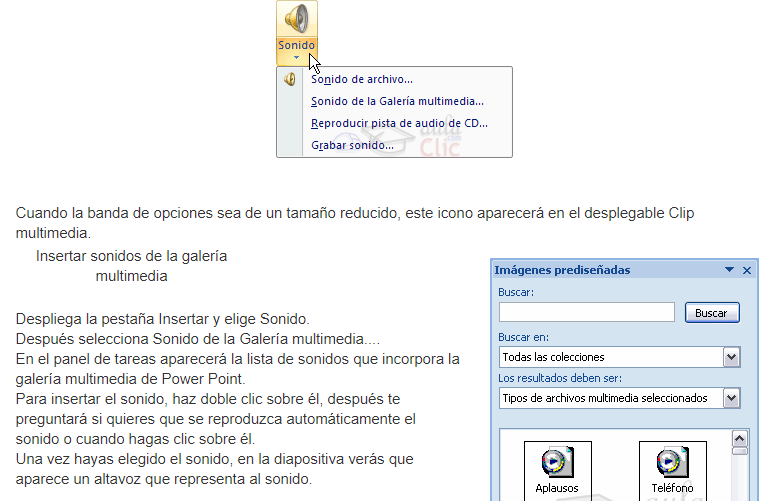 Sonido
Sonido de archivo...
Sonido de la Galería multimedia...
Reproducir pista de audio de CD...
Grabar sonido...
aula
Clic
Cuando la banda de opciones sea de un tamaño reducido, este icono aparecerá en el desplegable Clip
multimedia.
Insertar sonidos de la galería
multimedia
Despliega la pestaña Insertar y elige Sonido.
Después selecciona Sonido de la Galería multimedia....
En el panel de tareas aparecerá la lista de sonidos que incorpora la
galería multimedia de Power Point.
Para insertar el sonido, haz doble clic sobre él, después te
preguntará si quieres que se reproduzca automáticamente el
sonido o cuando hagas clic sobre él.
Una vez hayas elegido el sonido, en la diapositiva verás que
aparece un altavoz que representa al sonido.
Imágenes prediseñadas
Buscar:
Buscar
Buscar en:
Todas las colecciones
Los resultados deben ser:
Tipos de archivos multimedia seleccionados
Aplausos
Teléfono
aula